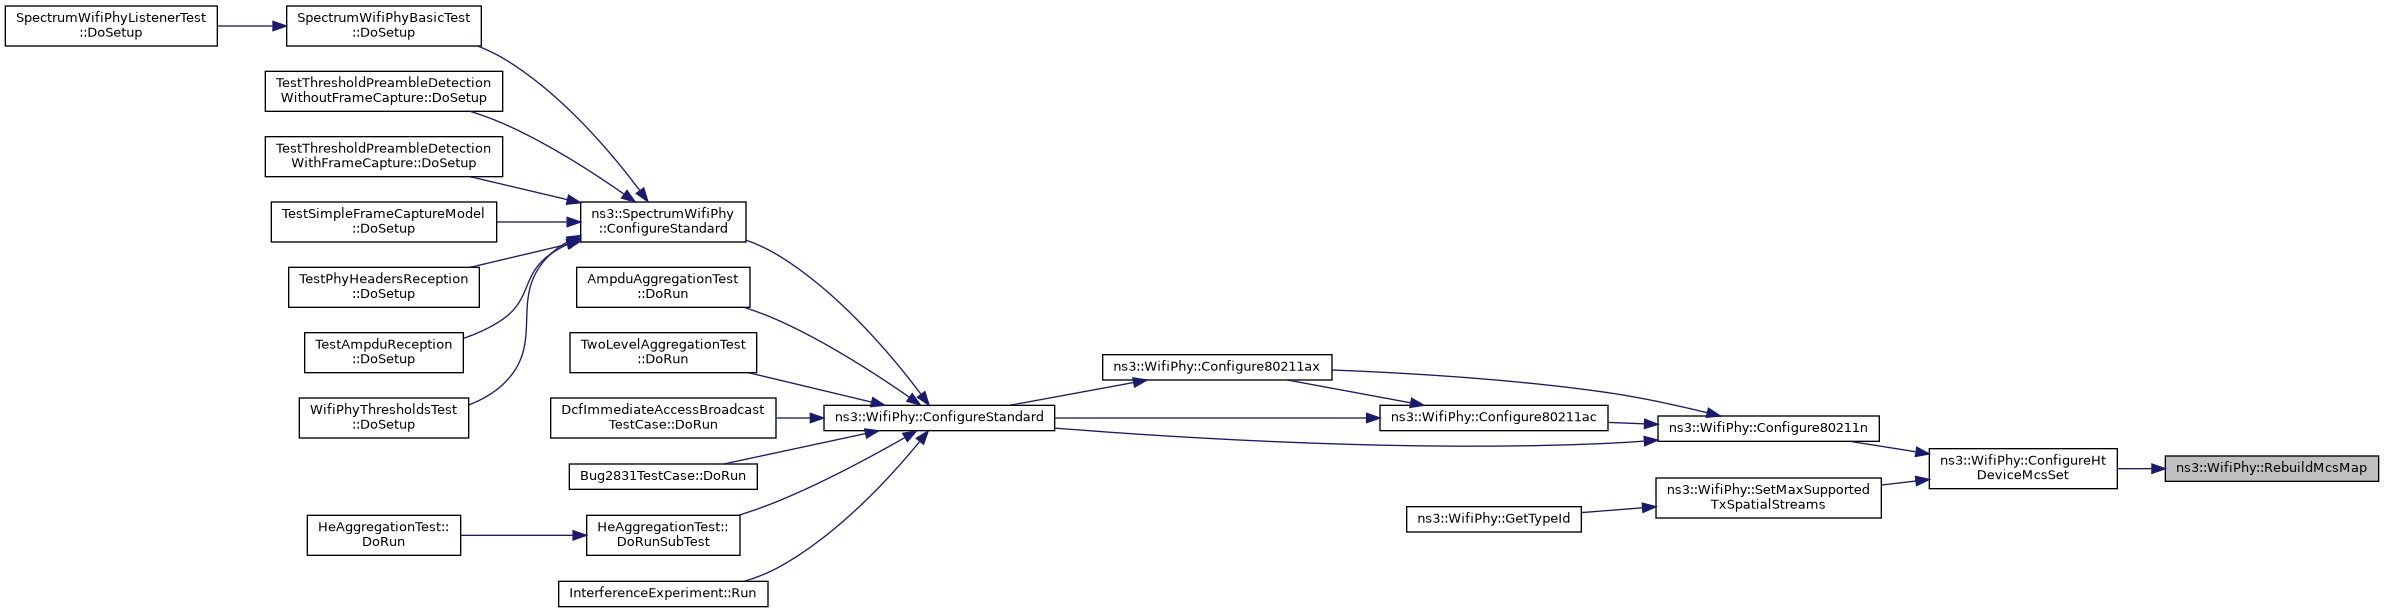 SpectrumWifiPhyListenerTest
::DoSetup
SpectrumWifiPhyBasicTest
::DoSetup
TestThresholdPreambleDetection
WithoutFrameCapture::DoSetup
TestThresholdPreambleDetection
WithFrameCapture::DoSetup
TestSimpleFrameCaptureModel
::DoSetup
TestPhyHeadersReception
::DoSetup
TestAmpduReception
::DoSetup
WifiPhyThresholdsTest
::DoSetup
HeAggregationTest::
DoRun
ns3::SpectrumWifiPhy
::ConfigureStandard
AmpduAggregationTest
::DoRun
TwoLevelAggregationTest
::DoRun
DcfImmediateAccessBroadcast
TestCase::DoRun
Bug2831TestCase::DoRun
HeAggregationTest::
DoRunSubTest
InterferenceExperiment::Run
ns3::WifiPhy::ConfigureStandard
ns3::WifiPhy::Configure80211ax
ns3::WifiPhy::Configure80211ac
ns3::WifiPhy::GetTypeId
ns3::WifiPhy::Configure80211n
ns3::WifiPhy::SetMaxSupported
TxSpatialStreams
ns3::WifiPhy::ConfigureHt
DeviceMcsSet
ns3::WifiPhy::RebuildMcsMap